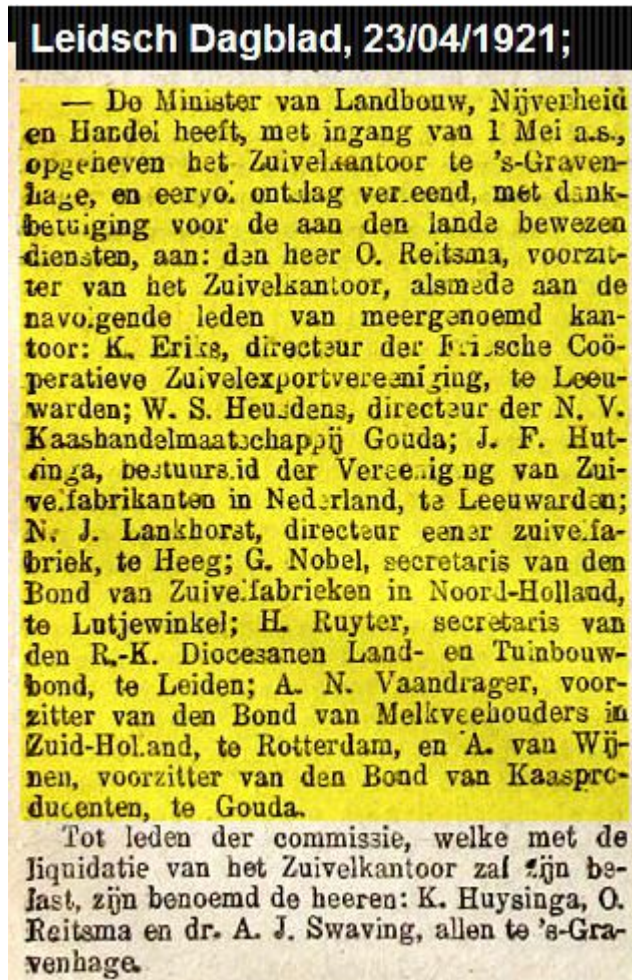 Leidsch Dagblad, 23/04/1921;
— De Minister van Landbouw, Nijverheid
en Handel heeft, met ingang van 1 Mei a.s.,
opgeheven het Zuivelkantoor te 's-Graven-
hage, en eervol ontslag verleend, met dank-
betuiging voor de aan den lande bewezen
diensten, aan: den heer O. Reitsma, voorzit-
ter van het Zuivelkantoor, alsmede aan de
navolgende leden van meergenoemd kan-
toor: K. Eriks, directeur der Friesche Coö-
peratieve Zuivelexportvereeniging, te Leeu-
warden; W. S. Heusdens, directeur der N. V.
Kaashandelmaatschappij Gouda; J. F. Hut-
zinga, bestuurslid der Vereeniging van Zui-
velfabrikanten in Nederland, te Leeuwarden;
N. J. Lankhorst, directeur eener zuivelfa-
briek, te Heeg; G. Nobel, secretaris van den
Bond van Zuivelfabrieken in Noord-Holland,
te Lutjewinkel; H. Ruyter, secretaris van
den R.-K. Diocesanen Land- en Tuinbouw-
bond, te Leiden; A. N. Vaandrager, voor-
zitter van den Bond van Melkveehouders in
Zuid-Holland, te Rotterdam, en A. van Wij-
nen, voorzitter van den Bond van Kaaspro-
ducenten, te Gouda.
Tot leden der commissie, welke met de
liquidatie van het Zuivelkantoor zal zijn be-
last, zijn benoemd de heeren: K. Huysinga, O.
Reitsma en dr. A. J. Swaving, allen te 's-Gra-
venhage.